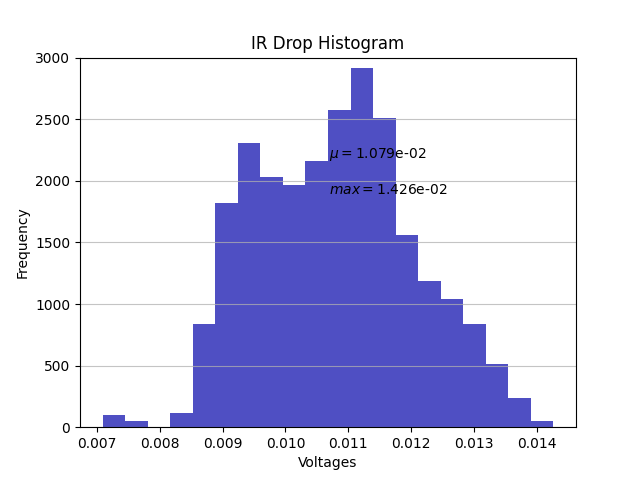 IR Drop Histogram
3000
2500
2000
1500
1000
500
0
Frequency
μ = 1.079e-02
max = 1.426e-02
0.007 0.008 0.009 0.010 0.011 0.012 0.013 0.014
Voltages